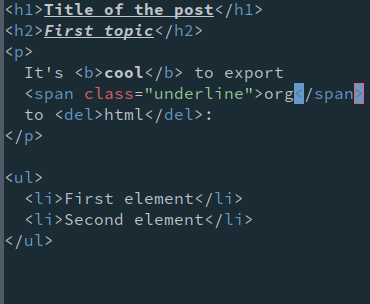 <h1>Title of the post</h1>
<h2>First topic</h2>
<p>
  It's <b>cool</b> to export
  <span class="underline">org</span>
  to <del>html</del>:
</p>

<ul>
  <li>First element</li>
  <li>Second element</li>
</ul>